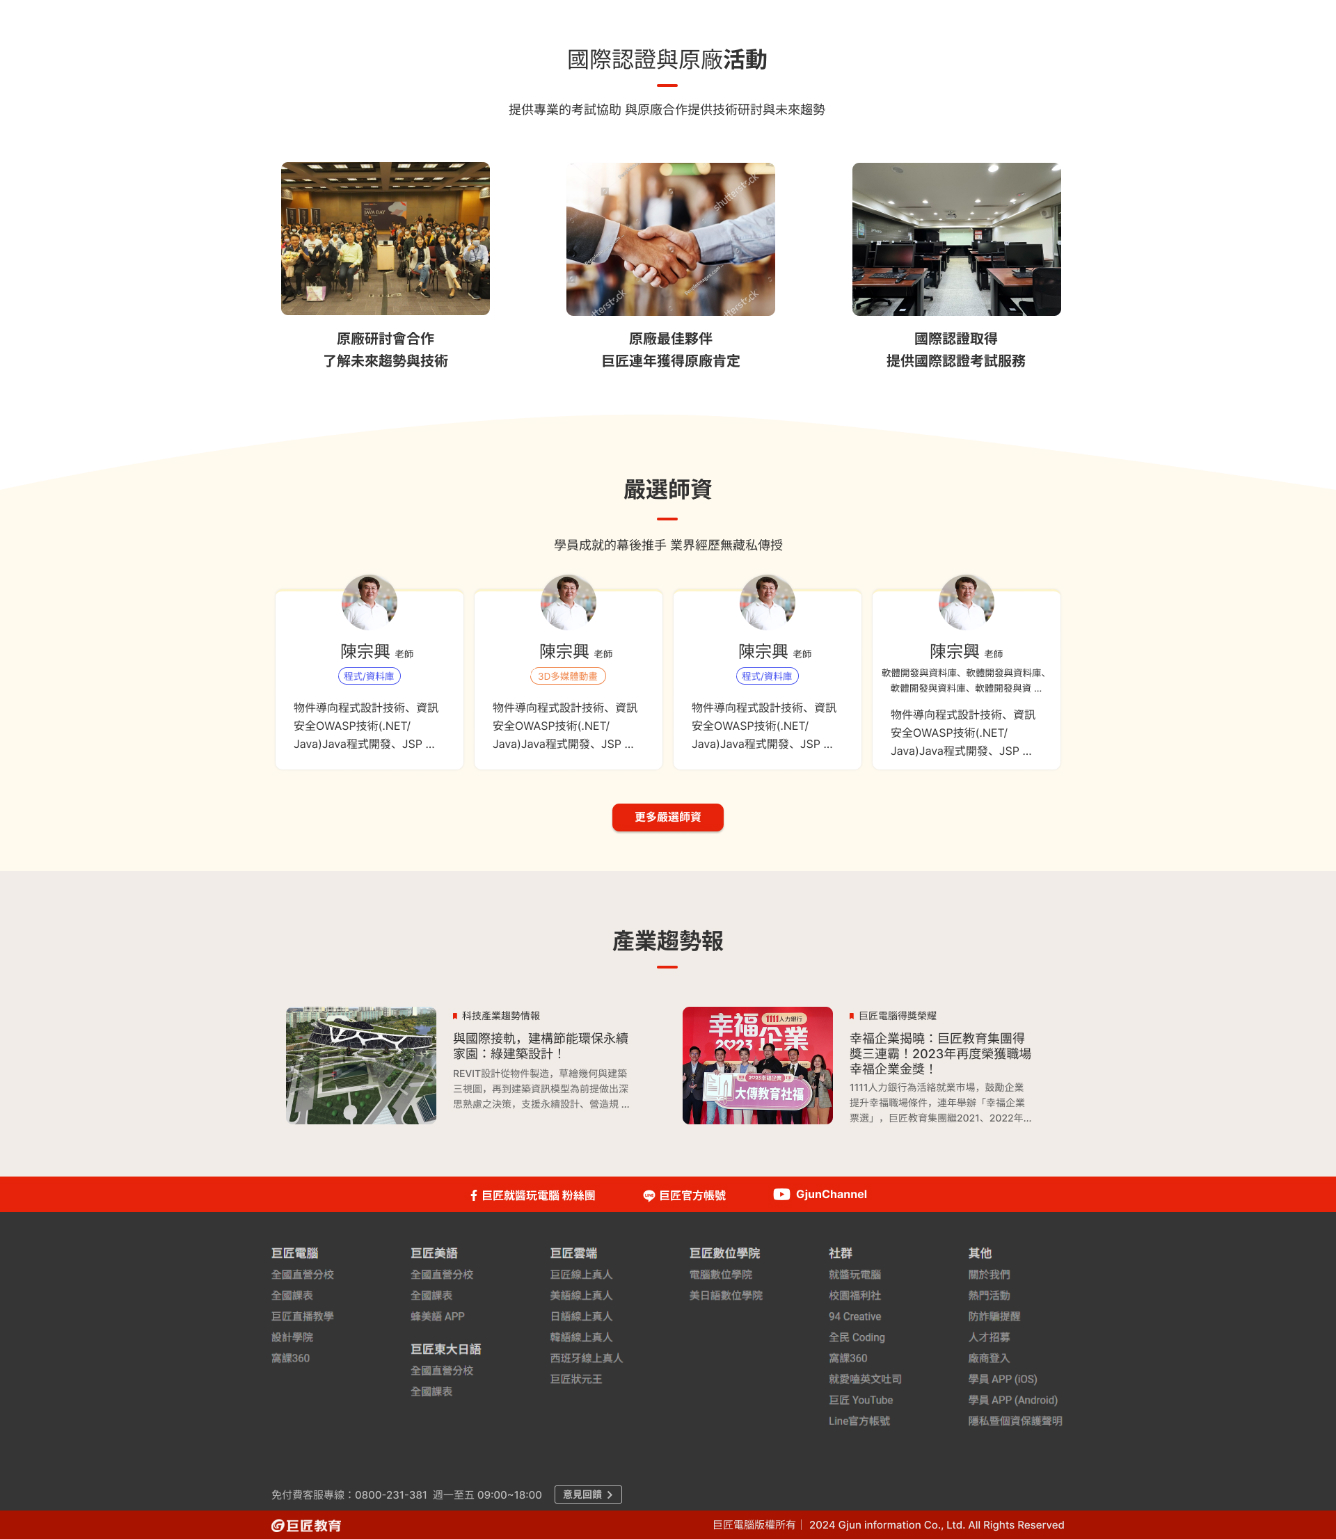 國際認證與原廠活動
提供專業的考試協助 與原廠合作提供技術研討與未來趨勢
JAVA DAY
shutterstock
原廠研討會合作
了解未來趨勢與技術
原廠最佳夥伴
巨匠連年獲得原廠肯定
國際認證取得
提供國際認證考試服務
嚴選師資
學員成就的幕後推手 業界經歷無藏私傳授
陳宗興 老師
程式/資料庫
物件導向程式設計技術、資訊
安全OWASP技術(.NET/
Java)Java程式開發、JSP ...
陳宗興 老師
3D多媒體動畫
物件導向程式設計技術、資訊
安全OWASP技術(.NET/
Java)Java程式開發、JSP ...
陳宗興 老師
程式/資料庫
物件導向程式設計技術、資訊
安全OWASP技術(.NET/
Java)Java程式開發、JSP ...
陳宗興 老師
軟體開發與資料庫、軟體開發與資料庫、
軟體開發與資料庫、軟體開發與資 ...
物件導向程式設計技術、資訊
安全OWASP技術(.NET/
Java)Java程式開發、JSP ...
更多嚴選師資
產業趨勢報
科技產業趨勢情報
與國際接軌，建構節能環保永續
家園：綠建築設計！
REVIT設計從物件製造，草繪幾何與建築
三視圖，再到建築資訊模型為前提做出深
思熟慮之決策，支援永續設計、營造規 ...
1111人力銀行
幸福企業
2023
大傳教育社福
巨匠電腦得獎榮耀
幸福企業揭曉：巨匠教育集團得
獎三連霸！2023年再度榮獲職場
幸福企業金獎！
1111人力銀行為活絡就業市場，鼓勵企業
提升幸福職場條件，連年舉辦「幸福企業
票選」，巨匠教育集團繼2021、2022年...
巨匠就醬玩電腦 粉絲團
巨匠官方帳號
GjunChannel
巨匠電腦
全國直營分校
全國課表
巨匠直播教學
設計學院
窩課360
巨匠美語
全國直營分校
全國課表
蜂美語 APP
巨匠東大日語
全國直營分校
全國課表
巨匠雲端
巨匠線上真人
美語線上真人
日語線上真人
韓語線上真人
西班牙線上真人
巨匠狀元王
巨匠數位學院
電腦數位學院
美日語數位學院
社群
就醬玩電腦
校園福利社
94 Creative
全民 Coding
窩課360
就愛嗑英文吐司
巨匠 YouTube
Line官方帳號
其他
關於我們
熱門活動
防詐騙提醒
人才招募
廠商登入
學員 APP (iOS)
學員 APP (Android)
隱私暨個資保護聲明
免付費客服專線：0800-231-381 週一至五 09:00~18:00
意見回饋
巨匠教育
巨匠電腦版權所有｜ 2024 Gjun information Co., Ltd. All Rights Reserved